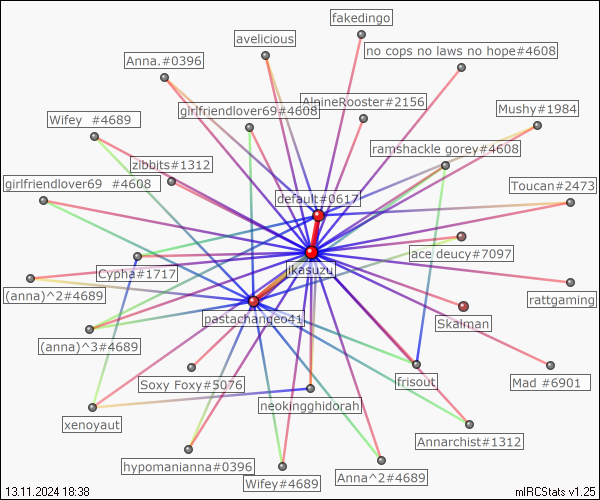 fakedingo
avelicious
no cops no laws no hope#4608
Anna.#0396
AlpineRooster#2156
girlfriendlover69#4608
Mushy#1984
Wifey  #4689
ramshackle gorey#4608
zibbits#1312
girlfriendlover69  #4608
Toucan#2473
default#0617
ace deucy#7097
ikasuzu
Cypha#1717
(anna)^2#4689
rattgaming
pastachangeo41
Skalman
(anna)^3#4689
Soxy Foxy#5076
frisout
Mad #6901
neokingghidorah
xenoyaut
Annarchist#1312
hypomanianna#0396
Anna^2#4689
Wifey#4689
13.11.2024 18:38
mIRCStats v1.25